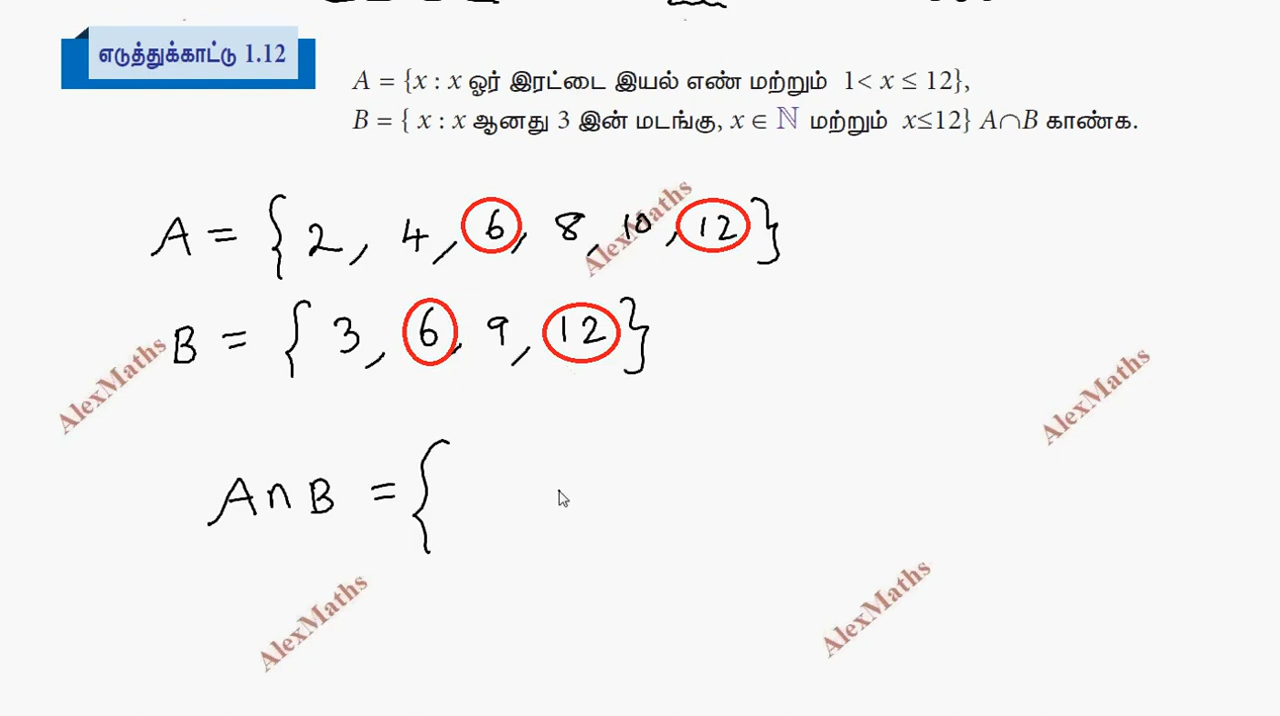 எடுத்துக்காட்டு 1.12
A = {x : x ஓர் இரட்டை இயல் எண் மற்றும் 1< x ≤ 12},
B = { x : x ஆனது 3 இன் மடங்கு, x ∈ ℕ மற்றும் x≤12} A∩B காண்க.
A = { 2, 4, 6, 8, 10, 12 }
AlexMaths
B = { 3, 6, 9, 12 }
AlexMaths
AlexMaths
A∩B = {
AlexMaths
AlexMaths